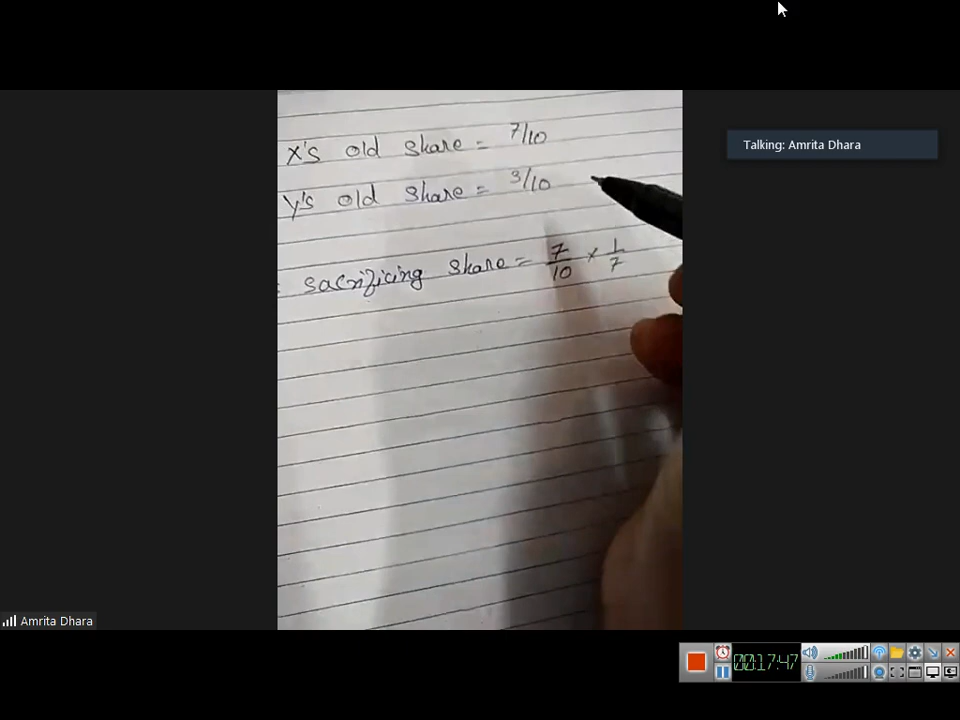 Talking: Amrita Dhara
X's old share = 7/10
Y's old share = 3/10
: sacrificing share = 7/10 × 1/7
Amrita Dhara
00:17:47